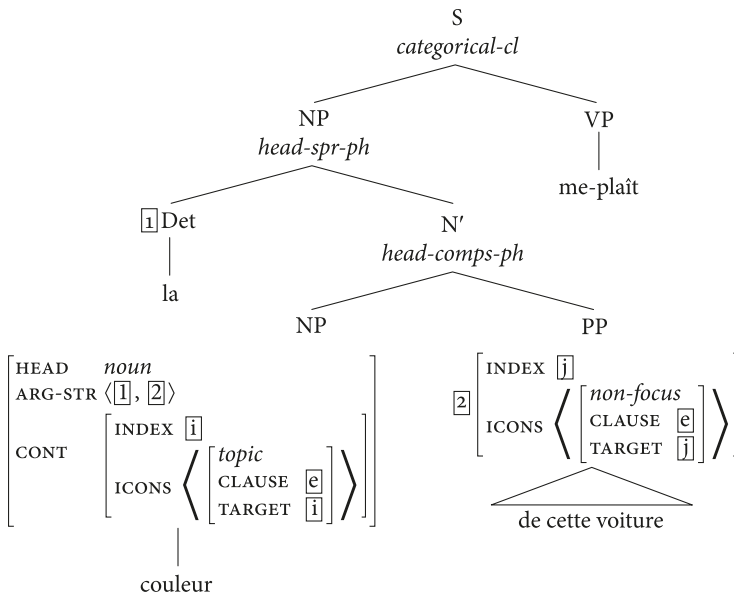 S
categorical-cl
NP
VP
head-spr-ph
me-plaît
1 Det
N′
head-comps-ph
la
NP
PP
HEAD noun
ARG-STR ⟨1, 2⟩
CONT
INDEX i
ICONS
topic
CLAUSE e
TARGET i
2
INDEX j
ICONS
non-focus
CLAUSE e
TARGET j
de cette voiture
couleur